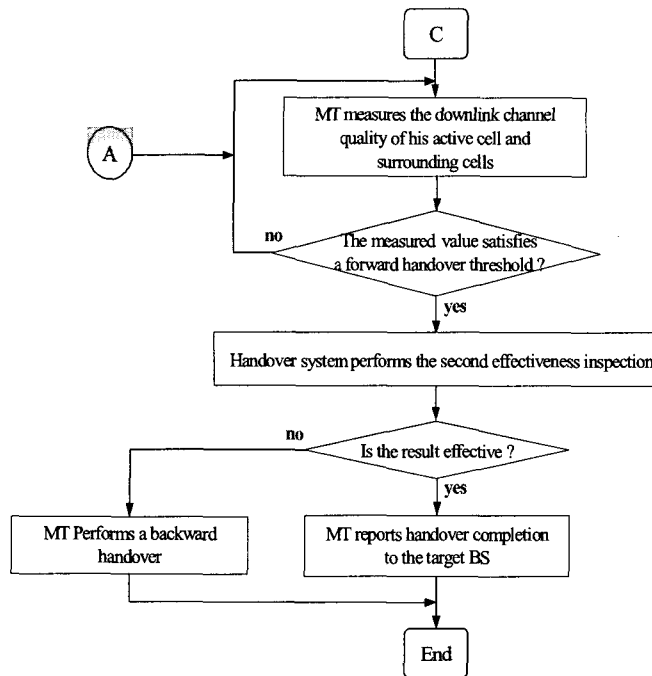 C
MT measures the downlink channel
quality of his active cell and
surrounding cells
A
no
The measured value satisfies
a forward handover threshold ?
yes
Handover system performs the second effectiveness inspection
no
Is the result effective ?
yes
MT Performs a backward
handover
MT reports handover completion
to the target BS
End